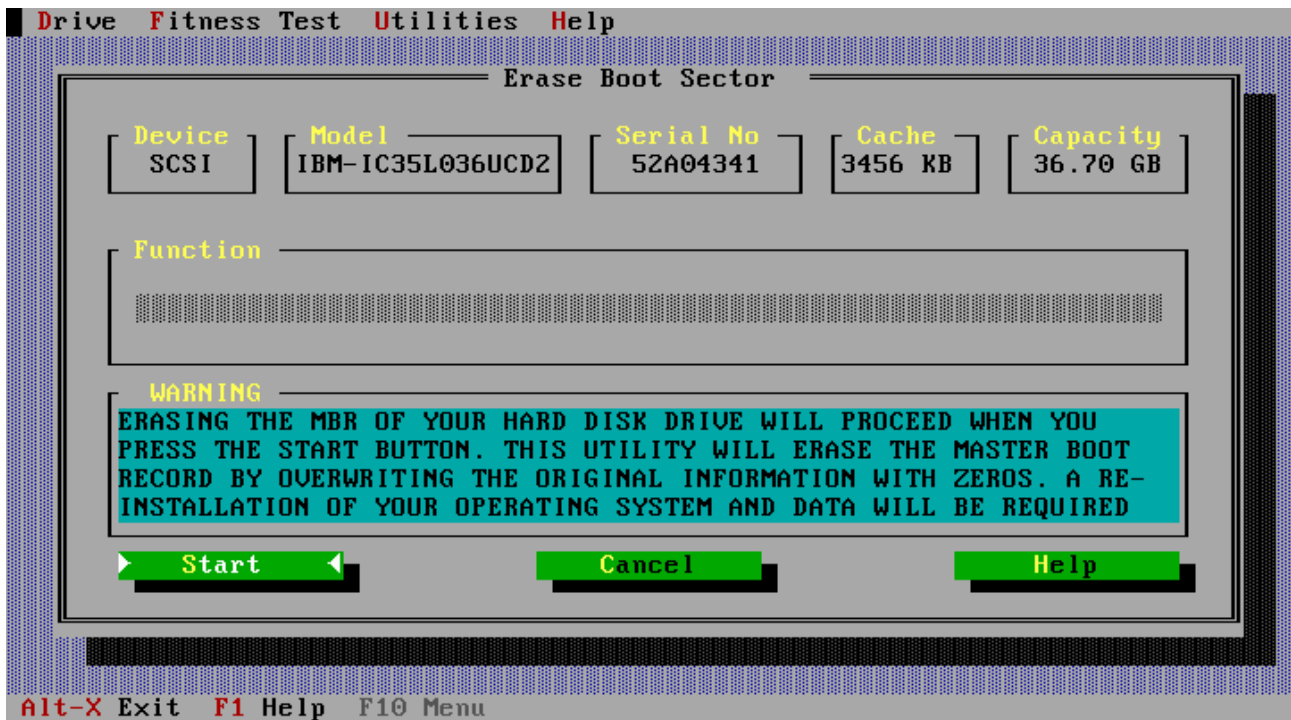 Drive Fitness Test Utilities Help
Erase Boot Sector
Device Model Serial No Cache Capacity
SCSI IBM-IC35L036UCD2 52A04341 3456 KB 36.70 GB
Function
WARNING
ERASING THE MBR OF YOUR HARD DISK DRIVE WILL PROCEED WHEN YOU
PRESS THE START BUTTON. THIS UTILITY WILL ERASE THE MASTER BOOT
RECORD BY OVERWRITING THE ORIGINAL INFORMATION WITH ZEROS. A RE-
INSTALLATION OF YOUR OPERATING SYSTEM AND DATA WILL BE REQUIRED
Start Cancel Help
Alt-X Exit F1 Help F10 Menu